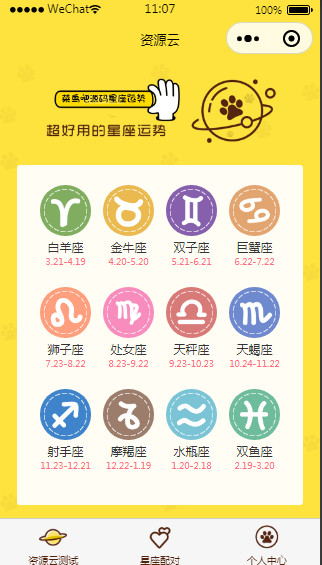 WeChat 11:07 100%
资源云
菜鸟吧源码星座运势
超好用的星座运势
白羊座 金牛座 双子座 巨蟹座
3.21-4.19 4.20-5.20 5.21-6.21 6.22-7.22
狮子座 处女座 天秤座 天蝎座
7.23-8.22 8.23-9.22 9.23-10.23 10.24-11.22
射手座 摩羯座 水瓶座 双鱼座
11.23-12.21 12.22-1.19 1.20-2.18 2.19-3.20
资源云测试 星座配对 个人中心